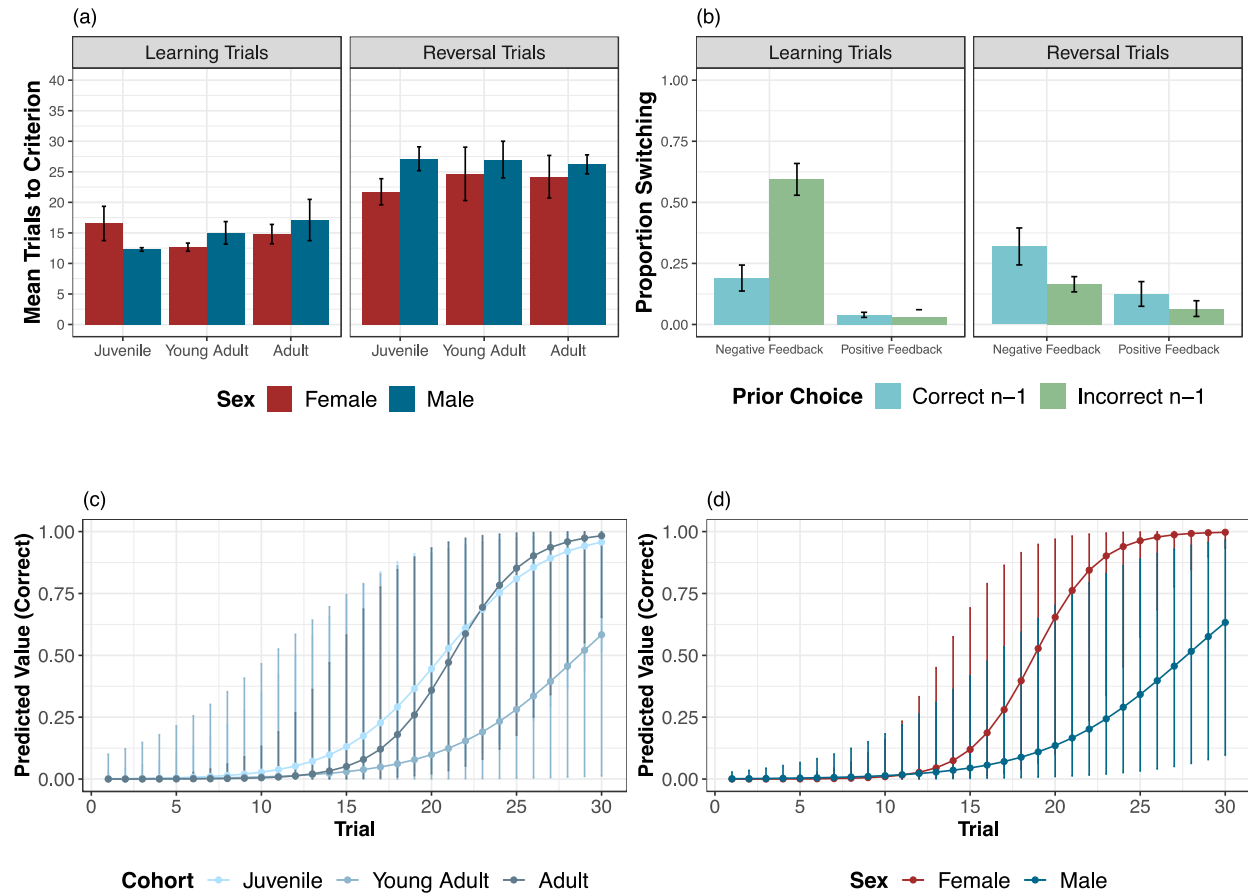 (a)
Learning Trials
Reversal Trials
Mean Trials to Criterion
40
35
30
25
20
15
10
5
0
Juvenile Young Adult Adult
Juvenile Young Adult Adult
Sex Female Male
(b)
Learning Trials
Reversal Trials
Proportion Switching
1.00
0.75
0.50
0.25
0.00
Negative Feedback Positive Feedback
Negative Feedback Positive Feedback
Prior Choice Correct n−1 Incorrect n−1
(c)
Predicted Value (Correct)
1.00
0.75
0.50
0.25
0.00
0 5 10 15 20 25 30
Trial
Cohort Juvenile Young Adult Adult
(d)
Predicted Value (Correct)
1.00
0.75
0.50
0.25
0.00
0 5 10 15 20 25 30
Trial
Sex Female Male